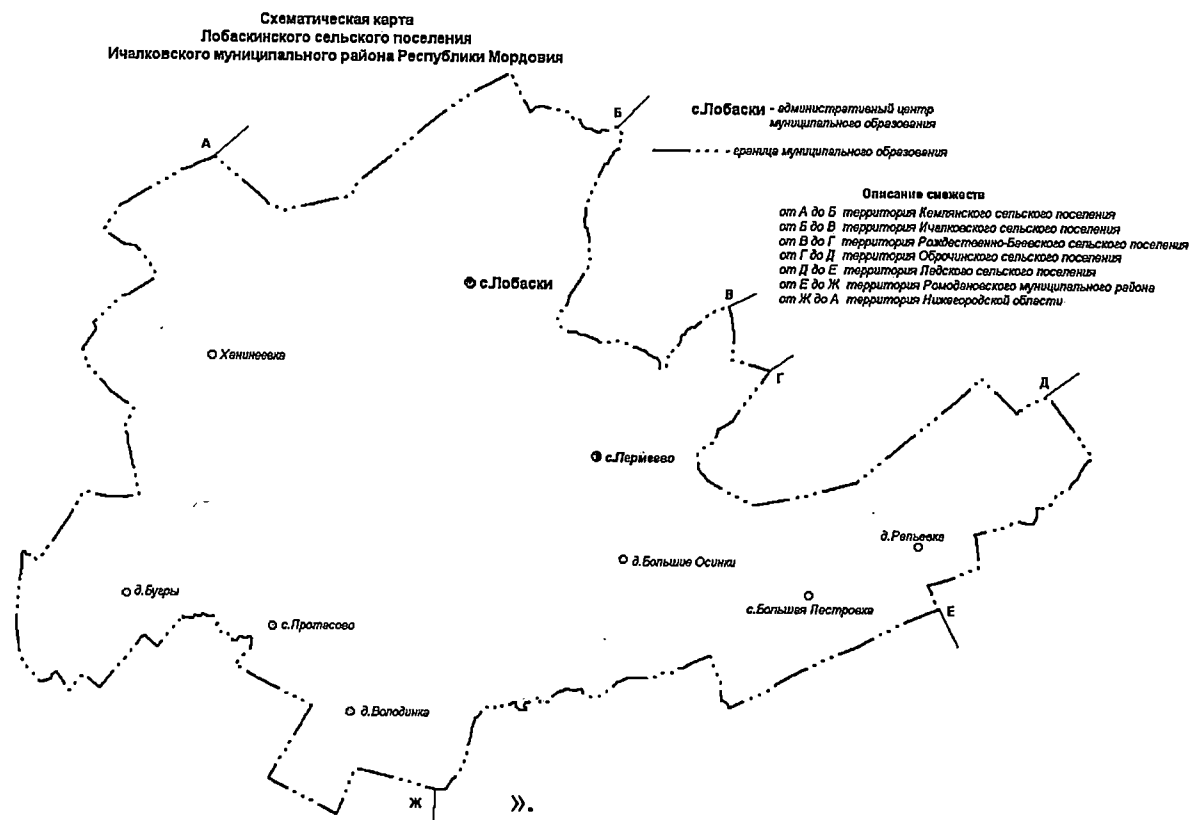 Схематическая карта
Лобаскинского сельского поселения
Ичалковского муниципального района Республики Мордовия
А
Б
с.Лобаски - административный центр
муниципального образования
граница муниципального образования
Описание смежеств
от А до Б территория Кемлянского сельского поселения
от Б до В территория Ичалковского сельского поселения
от В до Г территория Рождественно-Баевского сельского поселения
от Г до Д территория Оброчинского сельского поселения
от Д до Е территория Ладского сельского поселения
от Е до Ж территория Ромодановского муниципального района
от Ж до А территория Нижегородской области
с.Лобаски
В
Ханинеевка
Г
Д
с.Пермеево
д.Репьевка
д.Большие Осинки
д.Бугры
с.Большая Пестровка
Е
с.Протасово
д.Володинка
Ж
».